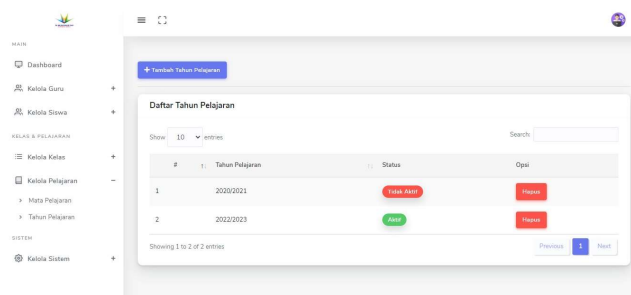 MAIN
Dashboard
Kelola Guru +
Kelola Siswa +
KELAS & PELAJARAN
Kelola Kelas +
Kelola Pelajaran -
> Mata Pelajaran
> Tahun Pelajaran
SISTEM
Kelola Sistem +
+ Tambah Tahun Pelajaran
Daftar Tahun Pelajaran
Show 10 entries
Search:
# Tahun Pelajaran Status Opsi
1 2020/2021 Tidak Aktif Hapus
2 2022/2023 Aktif Hapus
Showing 1 to 2 of 2 entries
Previous 1 Next